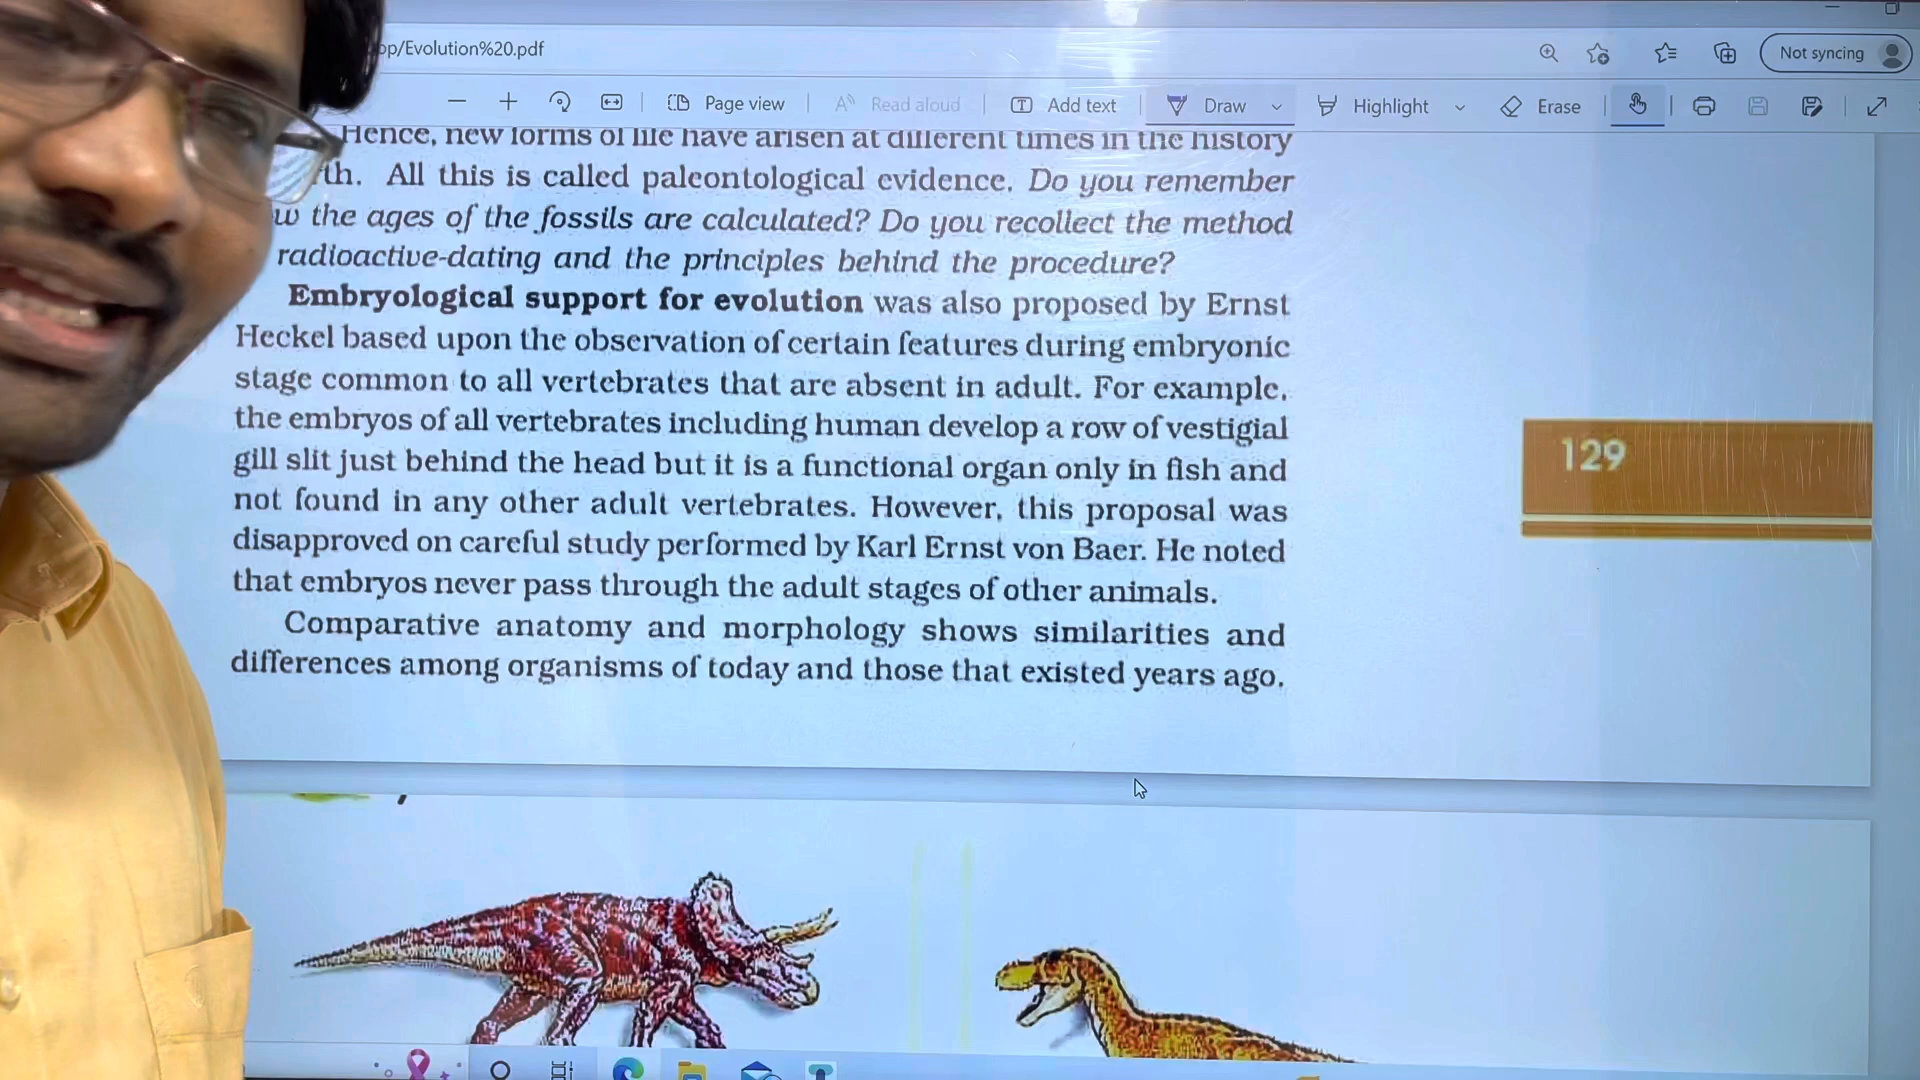 op/Evolution%20.pdf
Not syncing
Page view
Read aloud
Add text
Draw
Highlight
Erase
Hence, new forms of life have arisen at different times in the history
th. All this is called paleontological evidence. Do you remember
w the ages of the fossils are calculated? Do you recollect the method
radioactive-dating and the principles behind the procedure?
Embryological support for evolution was also proposed by Ernst
Heckel based upon the observation of certain features during embryonic
stage common to all vertebrates that are absent in adult. For example,
the embryos of all vertebrates including human develop a row of vestigial
gill slit just behind the head but it is a functional organ only in fish and
not found in any other adult vertebrates. However, this proposal was
disapproved on careful study performed by Karl Ernst von Baer. He noted
that embryos never pass through the adult stages of other animals.
Comparative anatomy and morphology shows similarities and
differences among organisms of today and those that existed years ago.
129